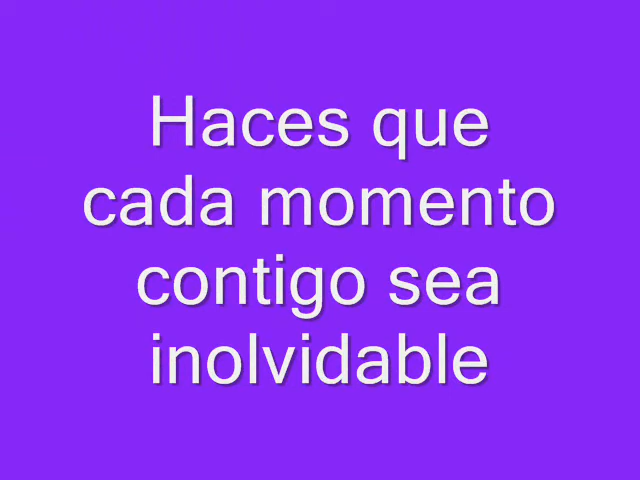 Haces que
cada momento
contigo sea
inolvidable